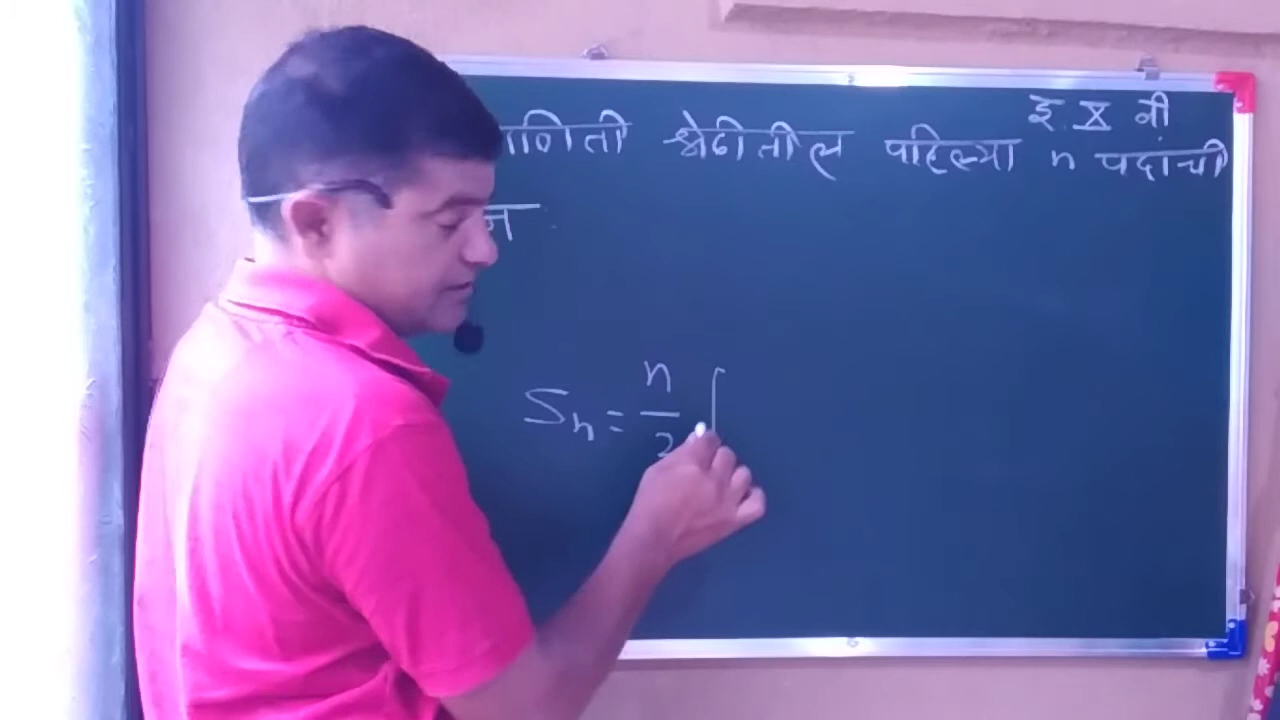 इ X वी
श्रेढीतील पहिल्या n पदांची
Sn = n/2 [